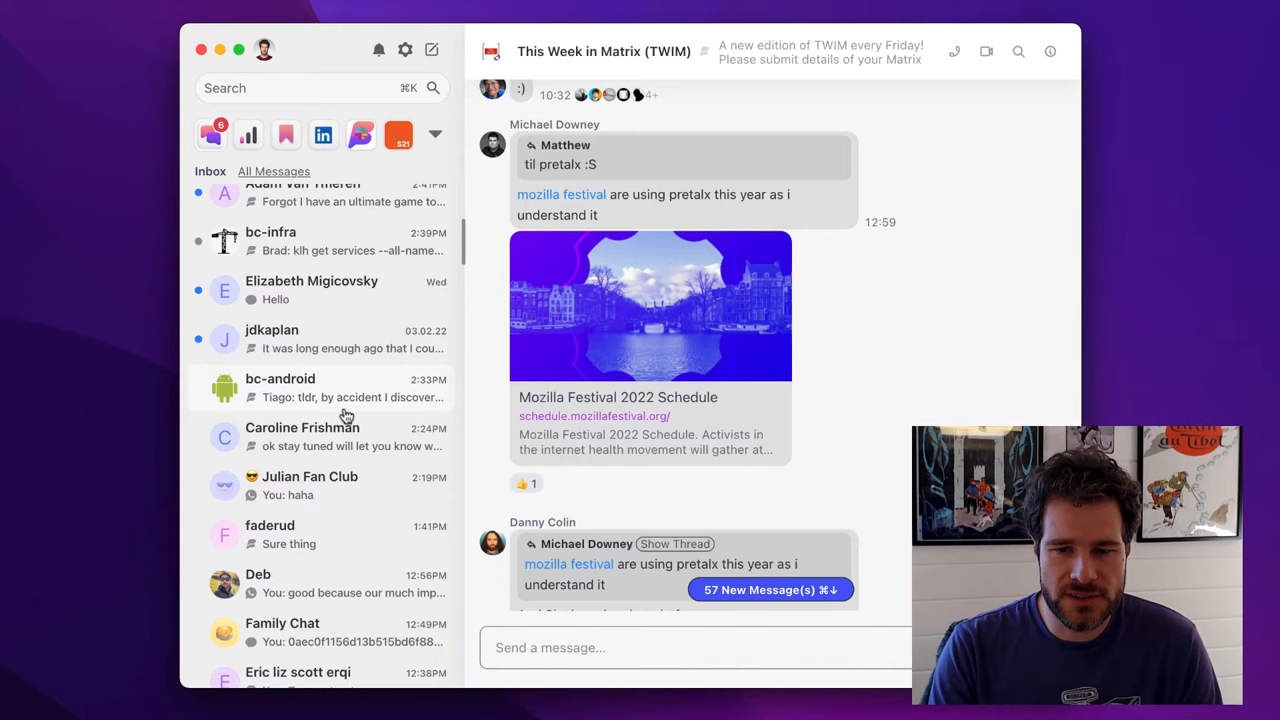 Search
⌘K
6
S21
Inbox All Messages
2:41PM
Forgot I have an ultimate game to...
bc-infra
2:39PM
Brad: klh get services --all-name...
Elizabeth Migicovsky
Wed
Hello
jdkaplan
03.02.22
It was long enough ago that I cou...
bc-android
2:33PM
Tiago: tldr, by accident I discover...
Caroline Frishman
2:24PM
ok stay tuned will let you know w...
😎 Julian Fan Club
2:19PM
You: haha
faderud
1:41PM
Sure thing
Deb
12:56PM
You: good because our much imp...
Family Chat
12:49PM
You: 0aec0f1156d13b515bd6f88...
Eric liz scott erqi
12:38PM
This Week in Matrix (TWIM)
A new edition of TWIM every Friday!
Please submit details of your Matrix
:)
10:32
4+
Michael Downey
Matthew
til pretalx :S
mozilla festival are using pretalx this year as i
understand it
12:59
Mozilla Festival 2022 Schedule
schedule.mozillafestival.org/
Mozilla Festival 2022 Schedule. Activists in
the internet health movement will gather at...
👍 1
Danny Colin
Michael Downey Show Thread
mozilla festival are using pretalx this year as i
understand it
57 New Message(s) ⌘↓
Send a message...
au Tibet